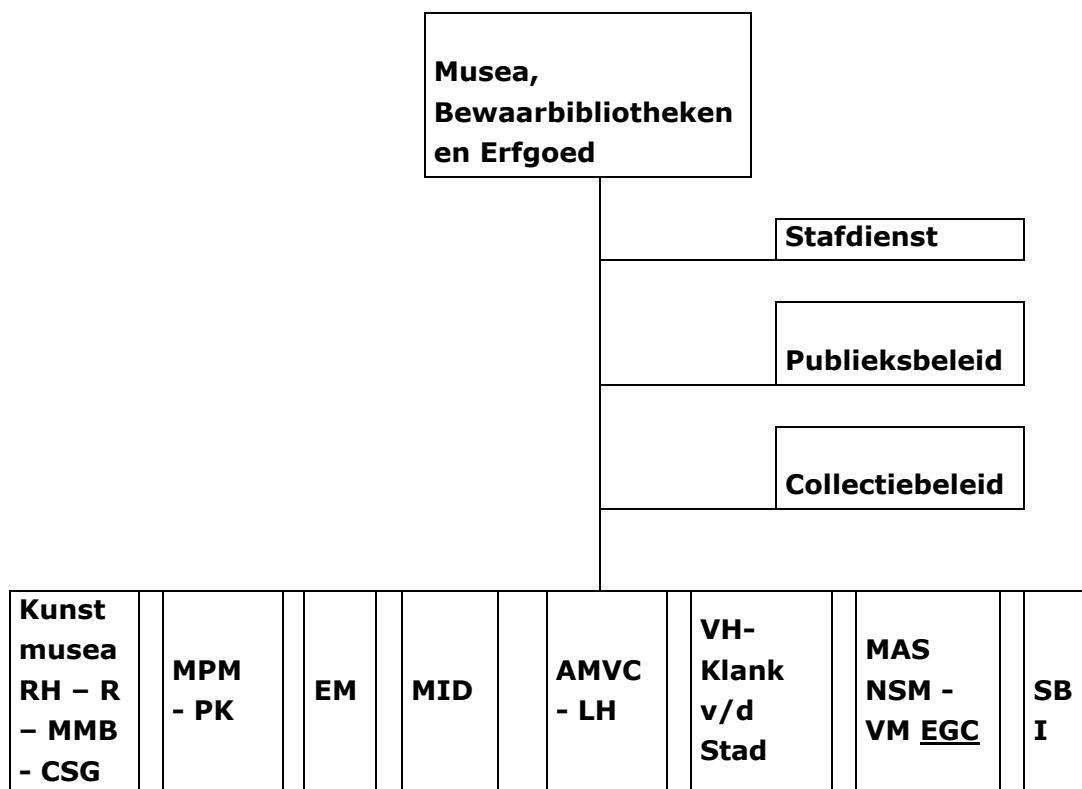 Musea,
Bewaarbibliotheken
en Erfgoed
Stafdienst
Publieksbeleid
Collectiebeleid
Kunst
musea
RH – R
– MMB
- CSG
MPM
- PK
EM
MID
AMVC
- LH
VH-
Klank
v/d
Stad
MAS
NSM -
VM EGC
SB
I